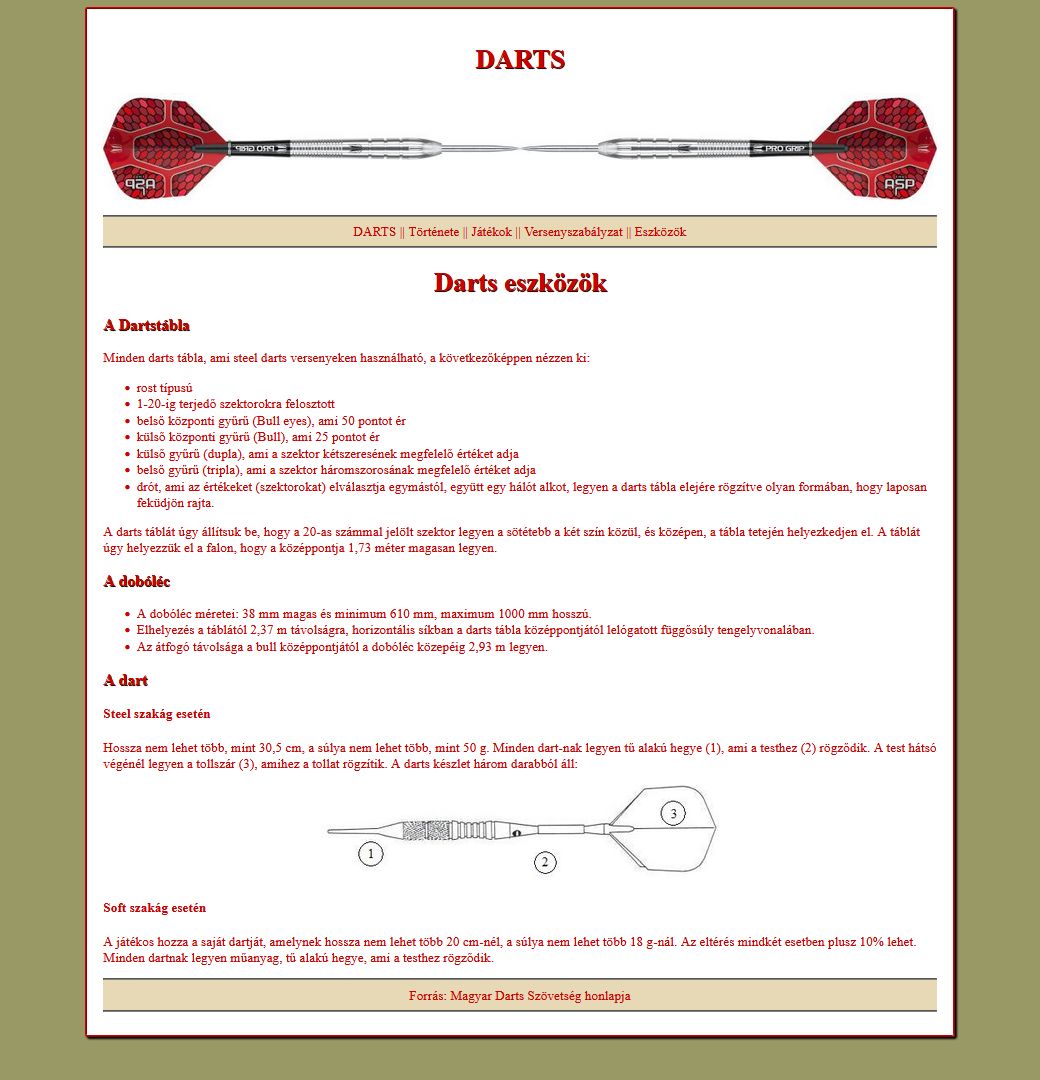 DARTS
PRO GRIP
ASP
PRO GRIP
ASP
DARTS || Története || Játékok || Versenyszabályzat || Eszközök
Darts eszközök
A Dartstábla
Minden darts tábla, ami steel darts versenyeken használható, a következőképpen nézzen ki:
• rost típusú
• 1-20-ig terjedő szektorokra felosztott
• belső központi gyűrű (Bull eyes), ami 50 pontot ér
• külső központi gyűrű (Bull), ami 25 pontot ér
• külső gyűrű (dupla), ami a szektor kétszeresének megfelelő értéket adja
• belső gyűrű (tripla), ami a szektor háromszorosának megfelelő értéket adja
• drót, ami az értékeket (szektorokat) elválasztja egymástól, együtt egy hálót alkot, legyen a darts tábla elejére rögzítve olyan formában, hogy laposan
feküdjön rajta.
A darts táblát úgy állítsuk be, hogy a 20-as számmal jelölt szektor legyen a sötétebb a két szín közül, és középen, a tábla tetején helyezkedjen el. A táblát
úgy helyezzük el a falon, hogy a középpontja 1,73 méter magasan legyen.
A dobóléc
• A dobóléc méretei: 38 mm magas és minimum 610 mm, maximum 1000 mm hosszú.
• Elhelyezés a táblától 2,37 m távolságra, horizontális síkban a darts tábla középpontjától lelógatott függősúly tengelyvonalában.
• Az átfogó távolsága a bull középpontjától a dobóléc közepéig 2,93 m legyen.
A dart
Steel szakág esetén
Hossza nem lehet több, mint 30,5 cm, a súlya nem lehet több, mint 50 g. Minden dart-nak legyen tű alakú hegye (1), ami a testhez (2) rögződik. A test hátsó
végénél legyen a tollszár (3), amihez a tollat rögzítik. A darts készlet három darabból áll:
3
1
2
Soft szakág esetén
A játékos hozza a saját dartját, amelynek hossza nem lehet több 20 cm-nél, a súlya nem lehet több 18 g-nál. Az eltérés mindkét esetben plusz 10% lehet.
Minden dartnak legyen műanyag, tű alakú hegye, ami a testhez rögződik.
Forrás: Magyar Darts Szövetség honlapja